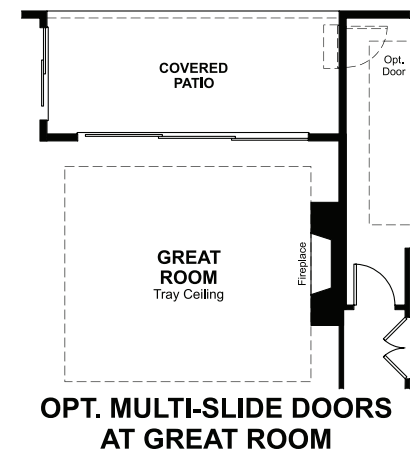 COVERED
PATIO
Opt.
Door
GREAT
ROOM
Tray Ceiling
Fireplace
OPT. MULTI-SLIDE DOORS
AT GREAT ROOM